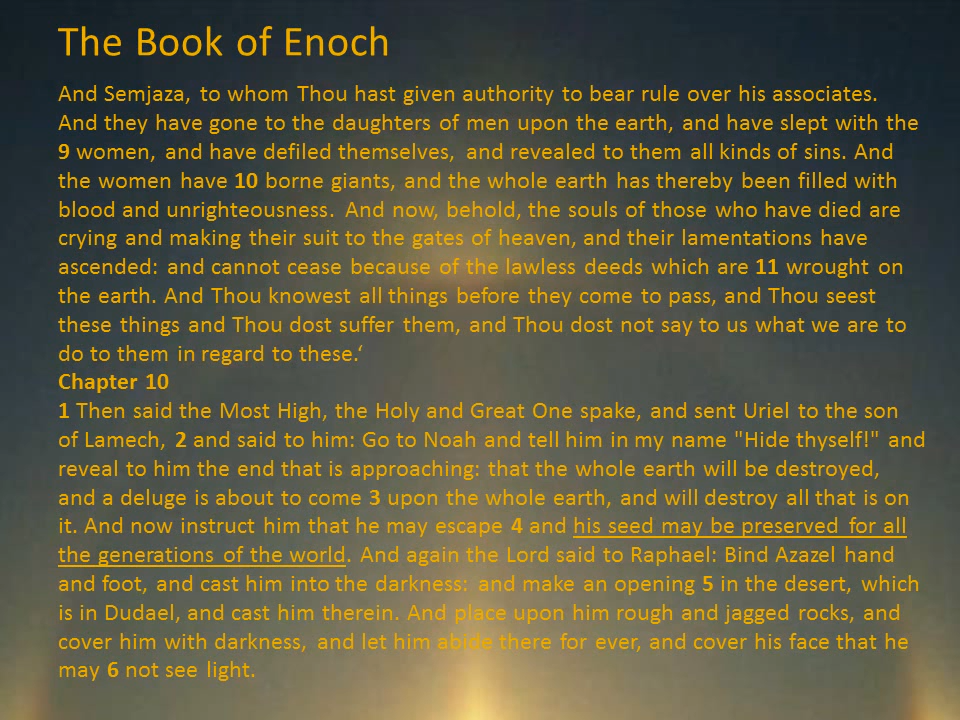 The Book of Enoch
And Semjaza, to whom Thou hast given authority to bear rule over his associates.
And they have gone to the daughters of men upon the earth, and have slept with the
9 women, and have defiled themselves, and revealed to them all kinds of sins. And
the women have 10 borne giants, and the whole earth has thereby been filled with
blood and unrighteousness. And now, behold, the souls of those who have died are
crying and making their suit to the gates of heaven, and their lamentations have
ascended: and cannot cease because of the lawless deeds which are 11 wrought on
the earth. And Thou knowest all things before they come to pass, and Thou seest
these things and Thou dost suffer them, and Thou dost not say to us what we are to
do to them in regard to these.‘
Chapter 10
1 Then said the Most High, the Holy and Great One spake, and sent Uriel to the son
of Lamech, 2 and said to him: Go to Noah and tell him in my name "Hide thyself!" and
reveal to him the end that is approaching: that the whole earth will be destroyed,
and a deluge is about to come 3 upon the whole earth, and will destroy all that is on
it. And now instruct him that he may escape 4 and his seed may be preserved for all
the generations of the world. And again the Lord said to Raphael: Bind Azazel hand
and foot, and cast him into the darkness: and make an opening 5 in the desert, which
is in Dudael, and cast him therein. And place upon him rough and jagged rocks, and
cover him with darkness, and let him abide there for ever, and cover his face that he
may 6 not see light.